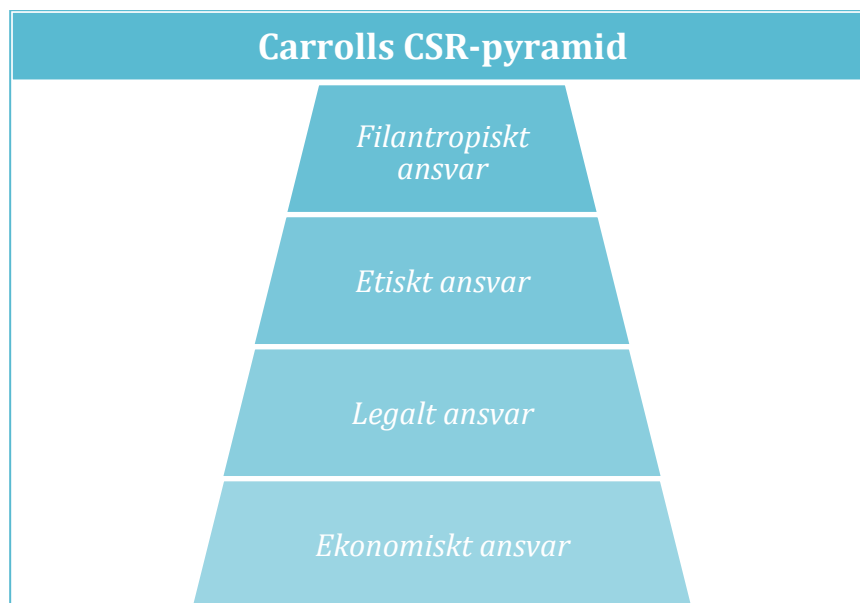 Carrolls CSR-pyramid
Filantropiskt
ansvar
Etiskt ansvar
Legalt ansvar
Ekonomiskt ansvar